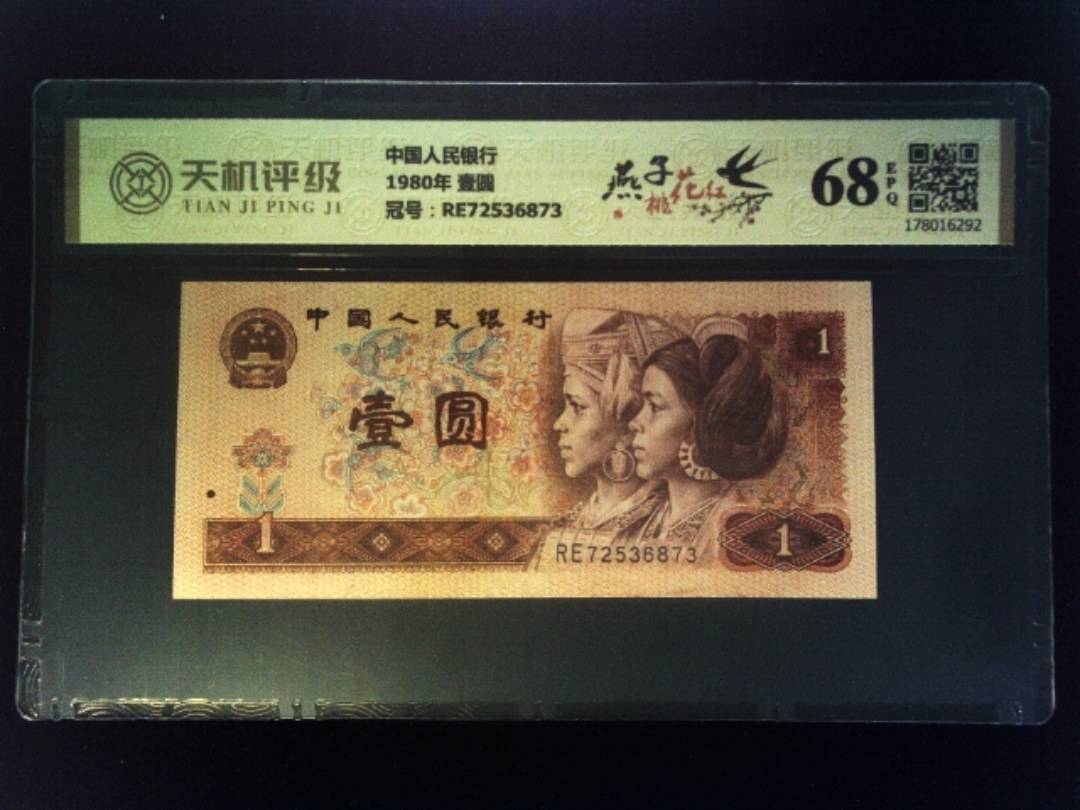 天机评级
TIAN JI PING JI
中国人民银行
1980年 壹圆
冠号：RE72536873
燕子
桃花红
68
EPQ
178016292
中国人民银行
1
壹圆
1
RE72536873
1